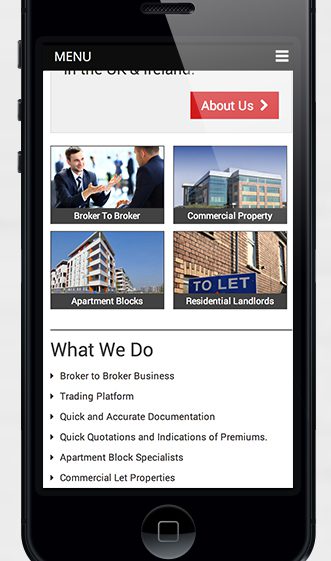 MENU
in the UK & Ireland.
About Us
Broker To Broker
Commercial Property
Apartment Blocks
TO LET
Residential Landlords
What We Do
Broker to Broker Business
Trading Platform
Quick and Accurate Documentation
Quick Quotations and Indications of Premiums.
Apartment Block Specialists
Commercial Let Properties